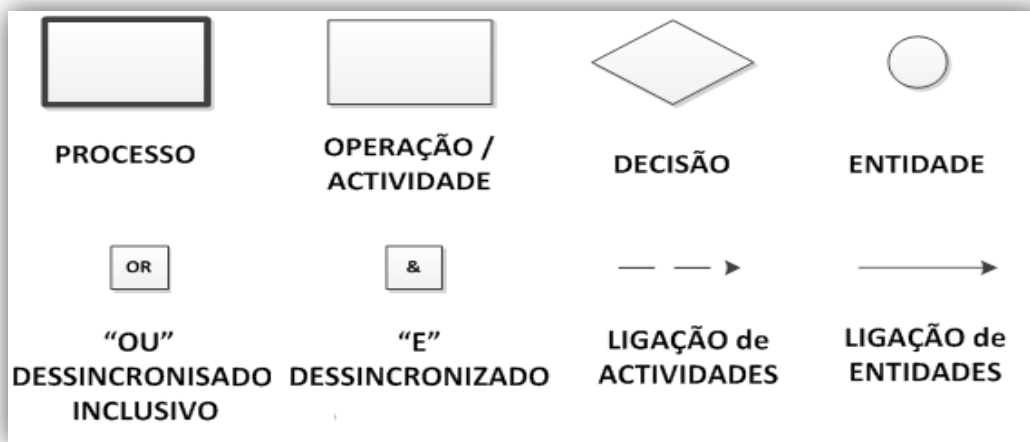 PROCESSO
OPERAÇÃO /
ACTIVIDADE
DECISÃO
ENTIDADE
OR
&
“OU”
DESSINCRONISADO
INCLUSIVO
“E”
DESSINCRONIZADO
LIGAÇÃO de
ACTIVIDADES
LIGAÇÃO de
ENTIDADES